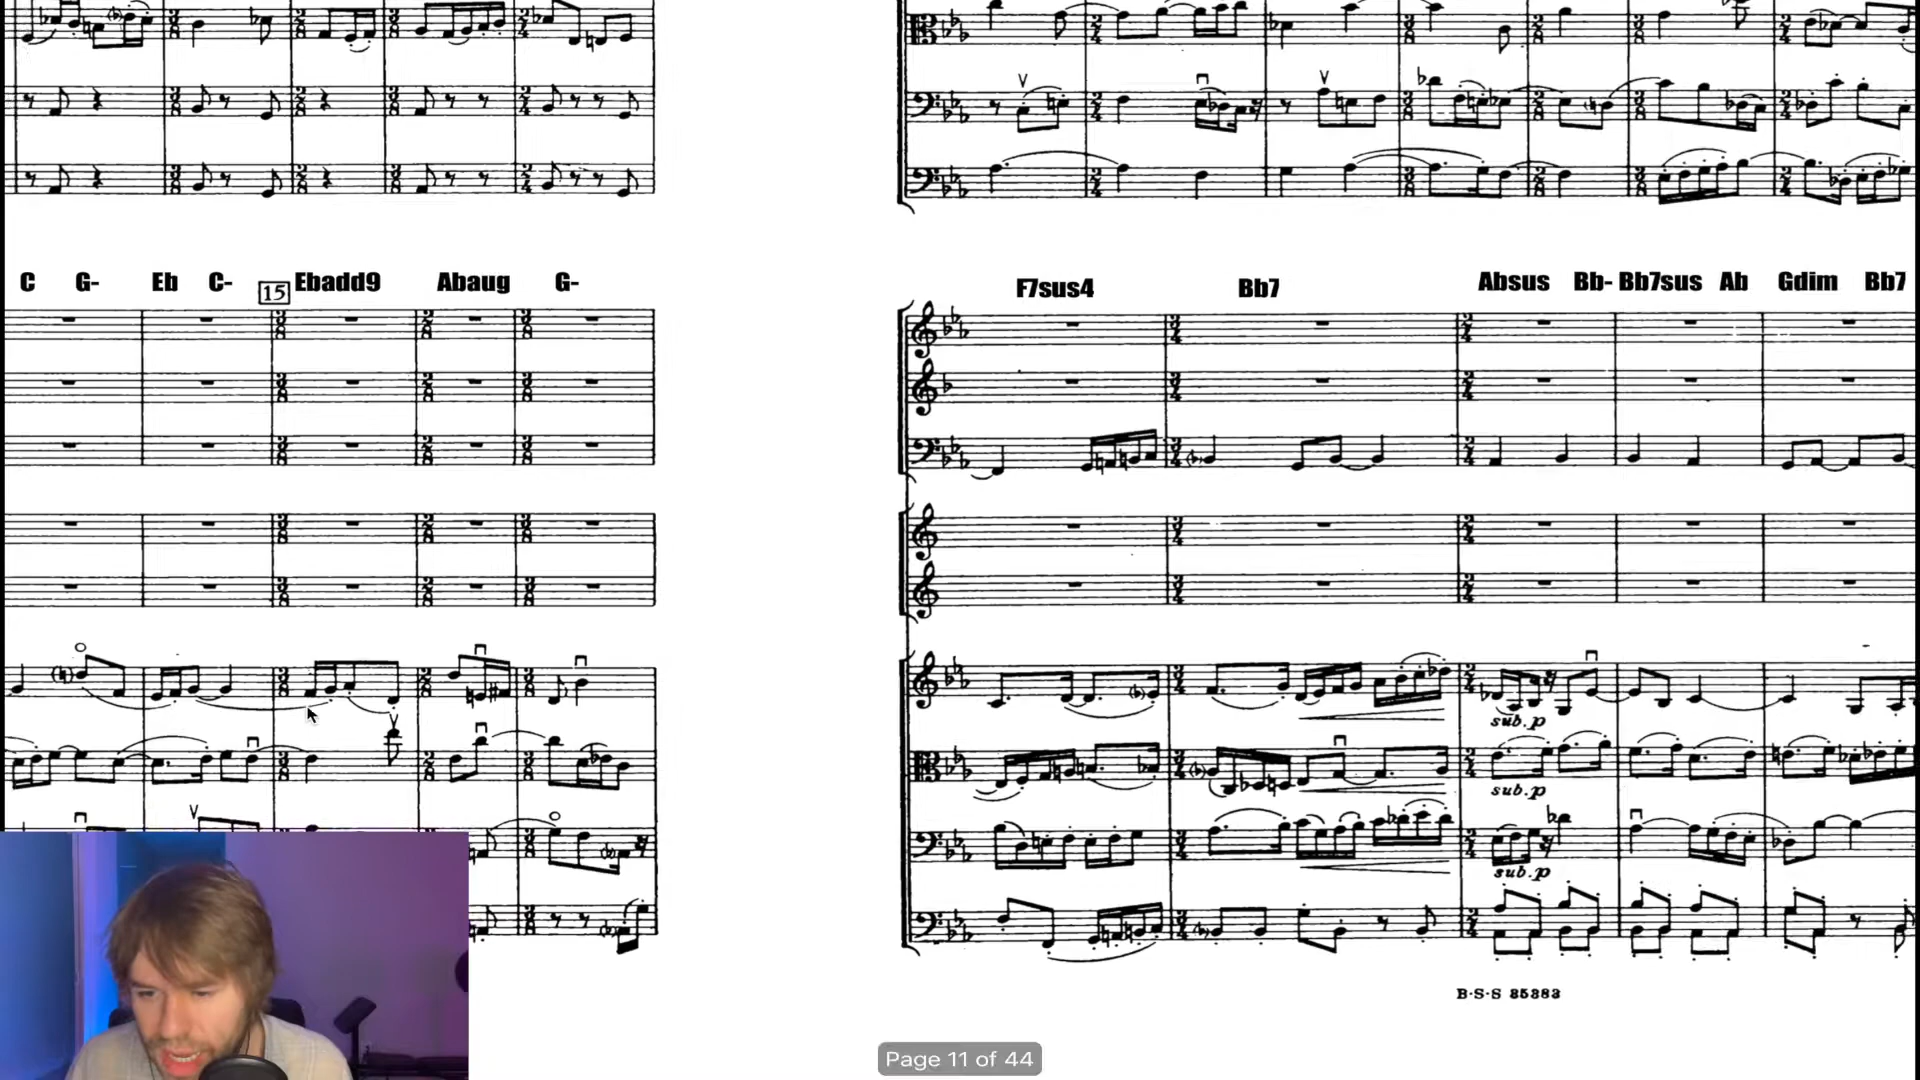 C G- Eb C- 15 Ebadd9 Abaug G-
F7sus4 Bb7 Absus Bb- Bb7sus Ab Gdim Bb7
sub. p
sub. p
sub. p
B·S·S 35383
Page 11 of 44